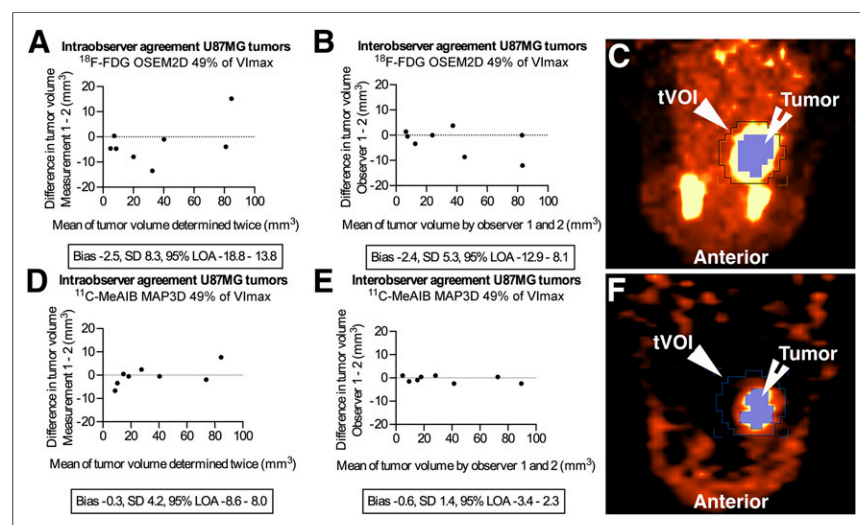 A
Intraobserver agreement U87MG tumors
18F-FDG OSEM2D 49% of VImax
Difference in tumor volume
Measurement 1 - 2 (mm3)
20
10
0
-10
-20
0 20 40 60 80 100
Mean of tumor volume determined twice (mm3)
Bias -2.5, SD 8.3, 95% LOA -18.8 - 13.8
B
Interobserver agreement U87MG tumors
18F-FDG OSEM2D 49% of VImax
Difference in tumor volume
Observer 1 - 2 (mm3)
20
10
0
-10
-20
0 20 40 60 80 100
Mean of tumor volume by observer 1 and 2 (mm3)
Bias -2.4, SD 5.3, 95% LOA -12.9 - 8.1
C
tVOI
Tumor
Anterior
D
Intraobserver agreement U87MG tumors
11C-MeAIB MAP3D 49% of VImax
Difference in tumor volume
Measurement 1 - 2 (mm3)
20
10
0
-10
-20
0 20 40 60 80 100
Mean of tumor volume determined twice (mm3)
Bias -0.3, SD 4.2, 95% LOA -8.6 - 8.0
E
Interobserver agreement U87MG tumors
11C-MeAIB MAP3D 49% of VImax
Difference in tumor volume
Observer 1 - 2 (mm3)
20
10
0
-10
-20
0 20 40 60 80 100
Mean of tumor volume by observer 1 and 2 (mm3)
Bias -0.6, SD 1.4, 95% LOA -3.4 - 2.3
F
tVOI
Tumor
Anterior